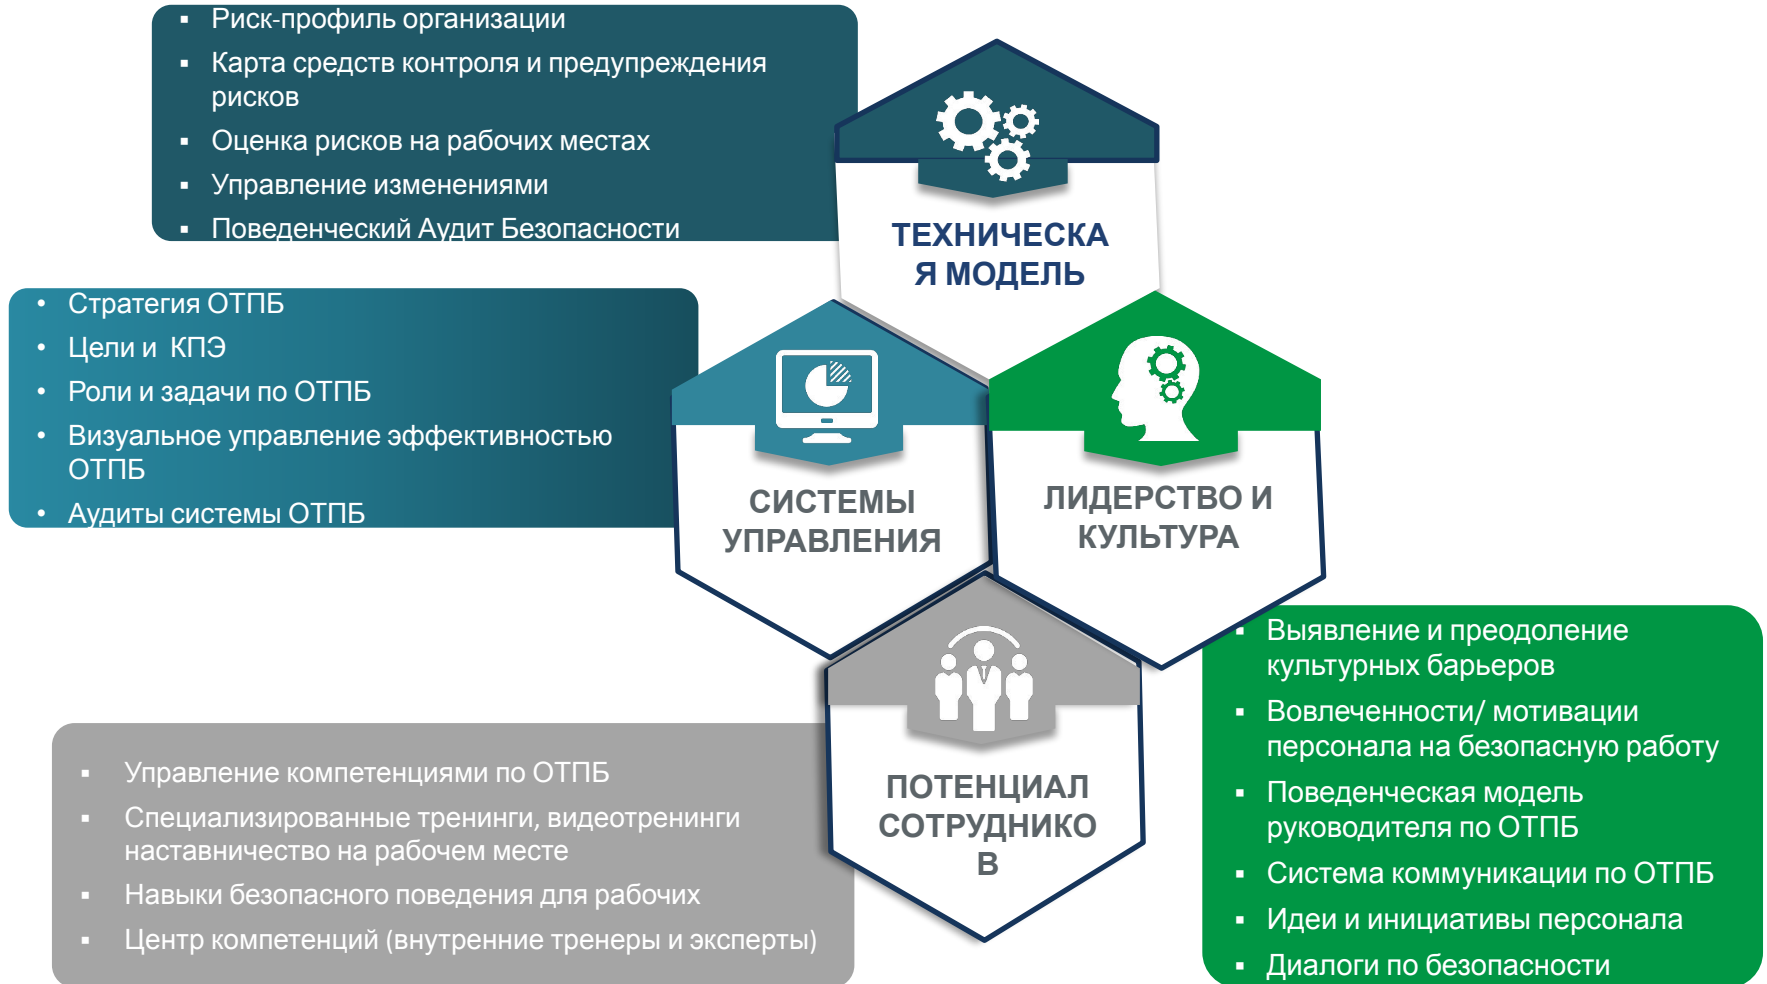 Риск-профиль организации
Карта средств контроля и предупреждения
рисков
Оценка рисков на рабочих местах
Управление изменениями
Поведенческий Аудит Безопасности
ТЕХНИЧЕСКА
Я МОДЕЛЬ
Стратегия ОТПБ
Цели и КПЭ
Роли и задачи по ОТПБ
Визуальное управление эффективностью
ОТПБ
Аудиты системы ОТПБ
СИСТЕМЫ
УПРАВЛЕНИЯ
ЛИДЕРСТВО И
КУЛЬТУРА
Выявление и преодоление
культурных барьеров
Вовлеченности/ мотивации
персонала на безопасную работу
Поведенческая модель
руководителя по ОТПБ
Система коммуникации по ОТПБ
Идеи и инициативы персонала
Диалоги по безопасности
ПОТЕНЦИАЛ
СОТРУДНИКО
В
Управление компетенциями по ОТПБ
Специализированные тренинги, видеотренинги
наставничество на рабочем месте
Навыки безопасного поведения для рабочих
Центр компетенций (внутренние тренеры и эксперты)